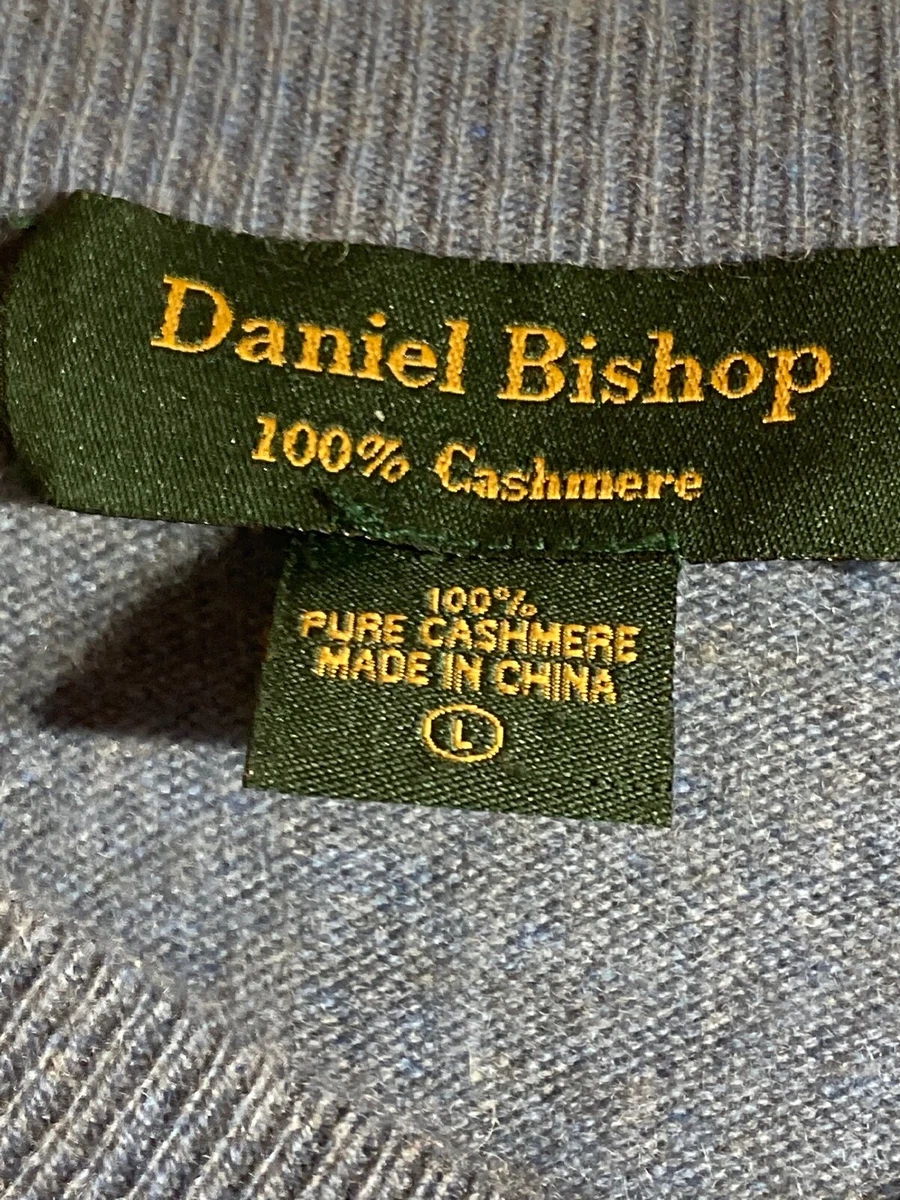 Daniel Bishop
100% Cashmere
100%
PURE CASHMERE
MADE IN CHINA
L